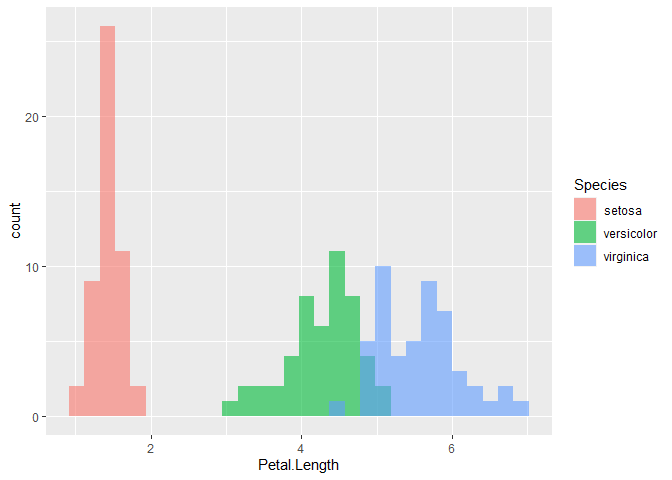 20
10
0
count
2
4
6
Petal.Length
Species
setosa
versicolor
virginica